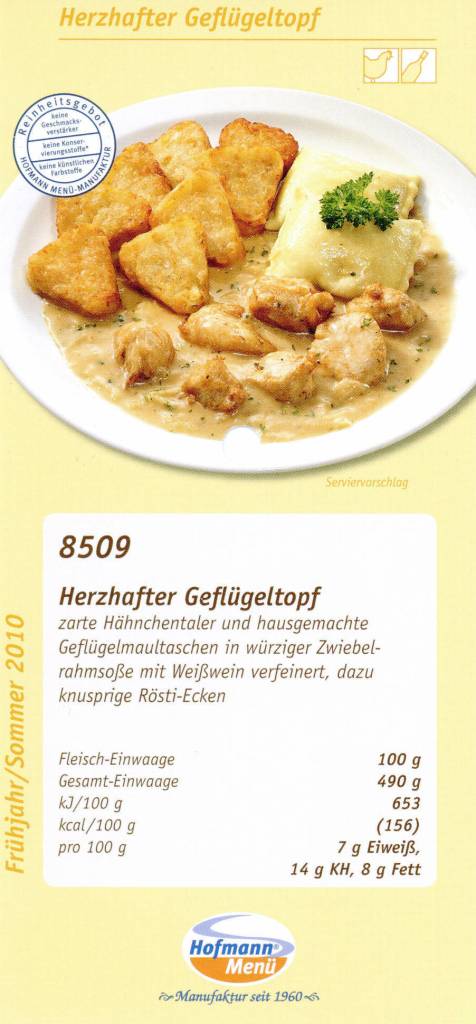 Herzhafter Geflügeltopf
Reinheitsgebot
keine
Geschmacks-
verstärker
keine Konser-
vierungsstoffe*
keine künstlichen
Farbstoffe
HOFMANN MENÜ-MANUFAKTUR
Serviervorschlag
8509
Herzhafter Geflügeltopf
zarte Hähnchentaler und hausgemachte
Geflügelmaultaschen in würziger Zwiebel-
rahmsoße mit Weißwein verfeinert, dazu
knusprige Rösti-Ecken
Fleisch-Einwaage 100 g
Gesamt-Einwaage 490 g
kJ/100 g 653
kcal/100 g (156)
pro 100 g 7 g Eiweiß,
14 g KH, 8 g Fett
Frühjahr/Sommer 2010
Hofmann®
Menü
Manufaktur seit 1960